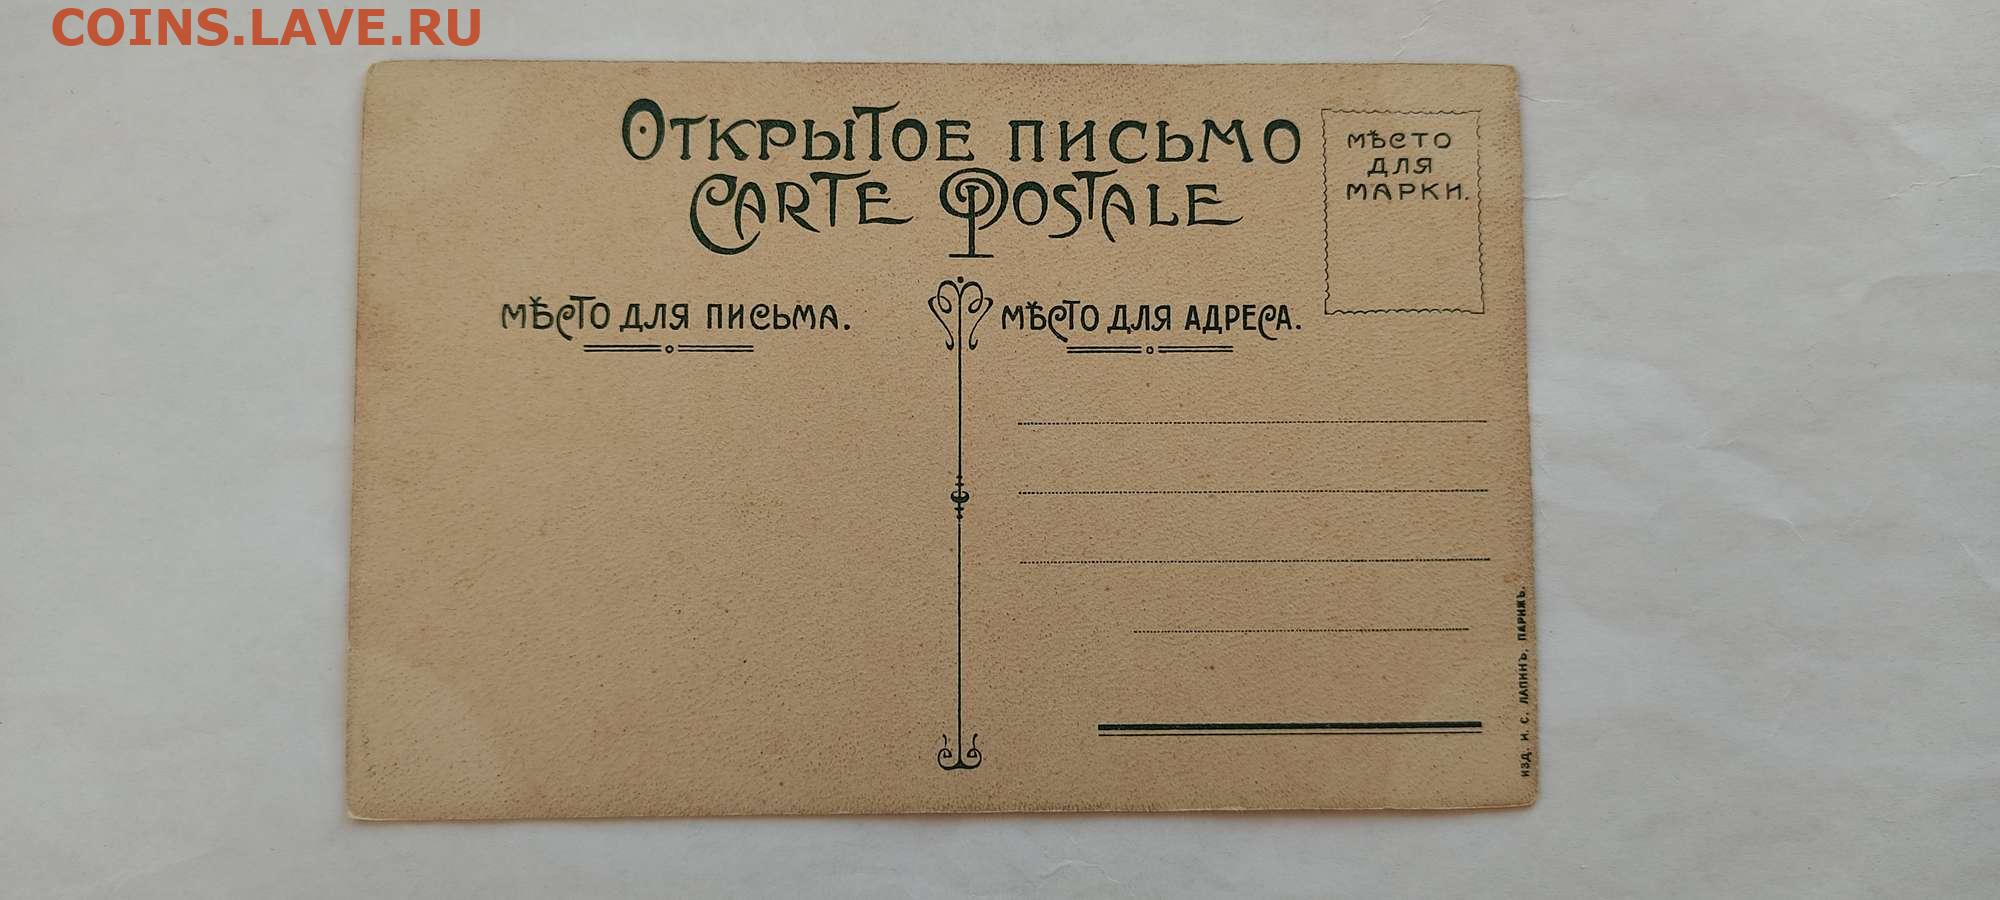 COINS.LAVE.RU
ОТКРЫТОЕ ПИСЬМО
CARTE POSTALE
МѢСТО
ДЛЯ
МАРКИ.
МѢСТО ДЛЯ ПИСЬМА.
МѢСТО ДЛЯ АДРЕСА.
ИЗД. И. С. ЛАПИНЪ, ПАРИЖЪ.